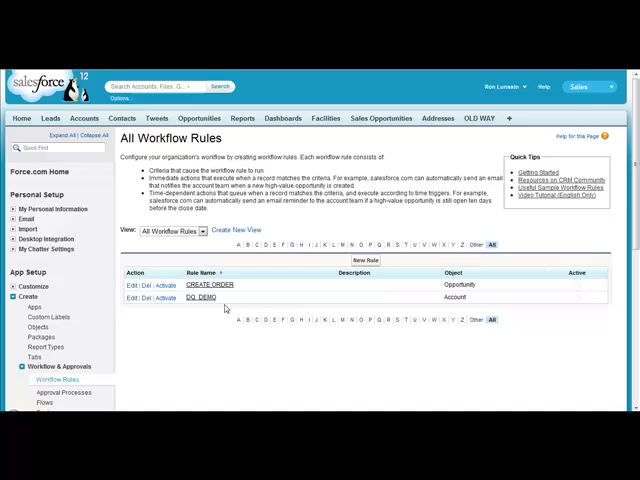 salesforce 12
Search Accounts, Files, G... Search
Options...
Ron Lunasin Help Sales
Home Leads Accounts Contacts Tweets Opportunities Reports Dashboards Facilities Sales Opportunities Addresses OLD WAY +
Expand All | Collapse All
Quick Find
Force.com Home
Personal Setup
My Personal Information
Email
Import
Desktop Integration
My Chatter Settings
App Setup
Customize
Create
Apps
Custom Labels
Objects
Packages
Report Types
Tabs
Workflow & Approvals
Workflow Rules
Approval Processes
Flows
All Workflow Rules
Help for this Page
Configure your organization's workflow by creating workflow rules. Each workflow rule consists of
Criteria that cause the workflow rule to run.
Immediate actions that execute when a record matches the criteria. For example, salesforce.com can automatically send an email
that notifies the account team when a new high-value opportunity is created.
Time-dependent actions that execute when a record matches the criteria, and execute according to time triggers. For example,
salesforce.com can automatically send an email reminder to the account team if a high-value opportunity is still open ten days
before the close date.
Quick Tips
Getting Started
Resources on CRM Community
Useful Sample Workflow Rules
Video Tutorial (English Only)
View: All Workflow Rules Create New View
A B C D E F G H I J K L M N O P Q R S T U V W X Y Z Other All
New Rule
Action Rule Name Description Object Active
Edit | Del | Activate CREATE ORDER Opportunity
Edit | Del | Activate DQ_DEMO Account
A B C D E F G H I J K L M N O P Q R S T U V W X Y Z Other All